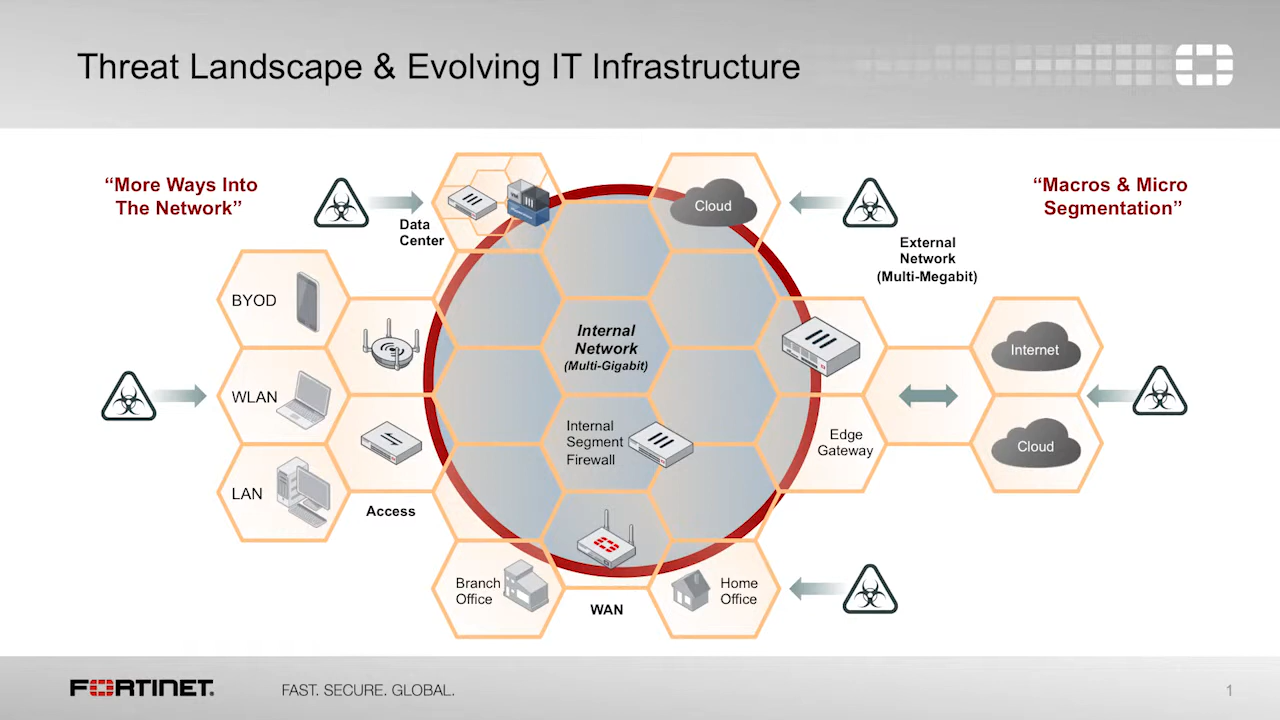 Threat Landscape & Evolving IT Infrastructure
“More Ways Into
The Network”
“Macros & Micro
Segmentation”
Data
Center
Cloud
External
Network
(Multi-Megabit)
BYOD
Internal
Network
(Multi-Gigabit)
Internet
WLAN
Internal
Segment
Firewall
Edge
Gateway
Cloud
LAN
Access
Branch
Office
WAN
Home
Office
FORTINET®
FAST. SECURE. GLOBAL.
1